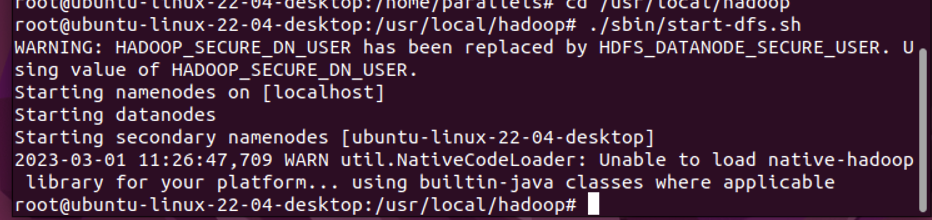 root@ubuntu-linux-22-04-desktop:/home/parallels# cd /usr/local/hadoop
root@ubuntu-linux-22-04-desktop:/usr/local/hadoop# ./sbin/start-dfs.sh
WARNING: HADOOP_SECURE_DN_USER has been replaced by HDFS_DATANODE_SECURE_USER. U
sing value of HADOOP_SECURE_DN_USER.
Starting namenodes on [localhost]
Starting datanodes
Starting secondary namenodes [ubuntu-linux-22-04-desktop]
2023-03-01 11:26:47,709 WARN util.NativeCodeLoader: Unable to load native-hadoop
 library for your platform... using builtin-java classes where applicable
root@ubuntu-linux-22-04-desktop:/usr/local/hadoop#